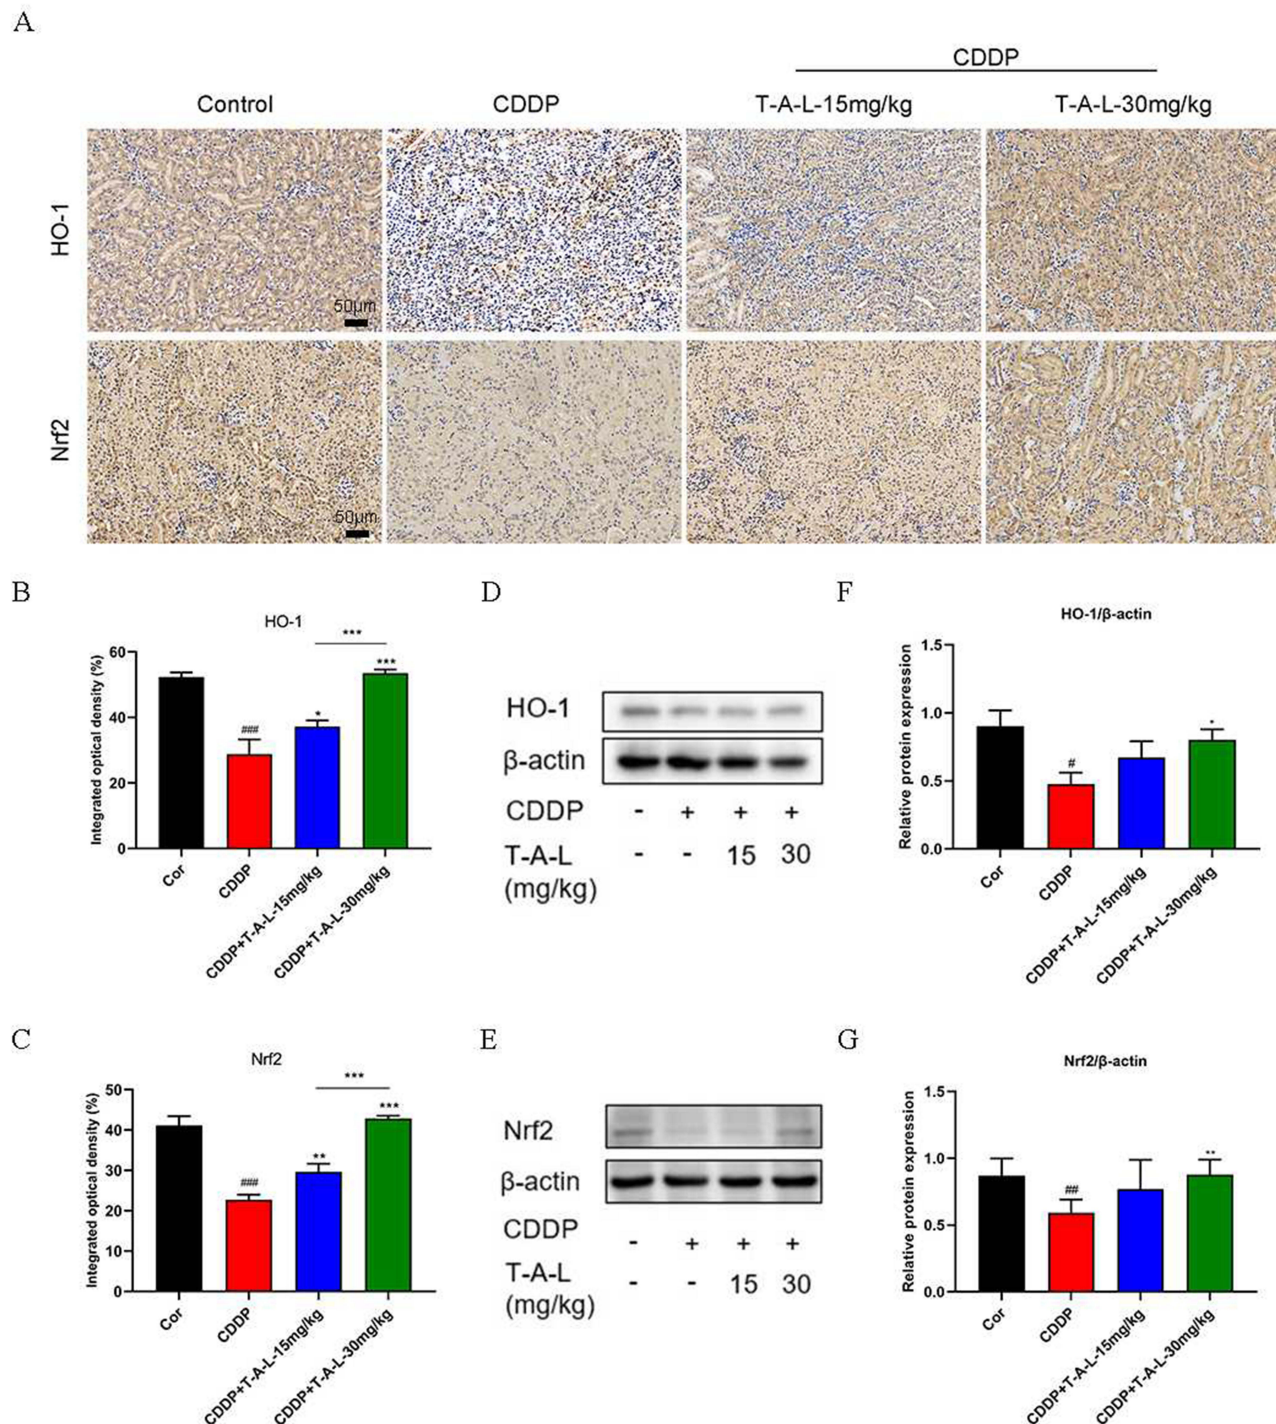 A
CDDP
Control
CDDP
T-A-L-15mg/kg
T-A-L-30mg/kg
HO-1
50μm
Nrf2
50μm
B
HO-1
Integrated optical density (%)
60
40
20
0
###
*
***
***
Cor
CDDP
CDDP+T-A-L-15mg/kg
CDDP+T-A-L-30mg/kg
D
HO-1
β-actin
CDDP - + + +
T-A-L - - 15 30
(mg/kg)
F
HO-1/β-actin
Relative protein expression
1.5
1.0
0.5
0.0
#
*
Cor
CDDP
CDDP+T-A-L-15mg/kg
CDDP+T-A-L-30mg/kg
C
Nrf2
Integrated optical density (%)
50
40
30
20
10
0
###
**
***
***
Cor
CDDP
CDDP+T-A-L-15mg/kg
CDDP+T-A-L-30mg/kg
E
Nrf2
β-actin
CDDP - + + +
T-A-L - - 15 30
(mg/kg)
G
Nrf2/β-actin
Relative protein expression
1.5
1.0
0.5
0.0
##
**
Cor
CDDP
CDDP+T-A-L-15mg/kg
CDDP+T-A-L-30mg/kg